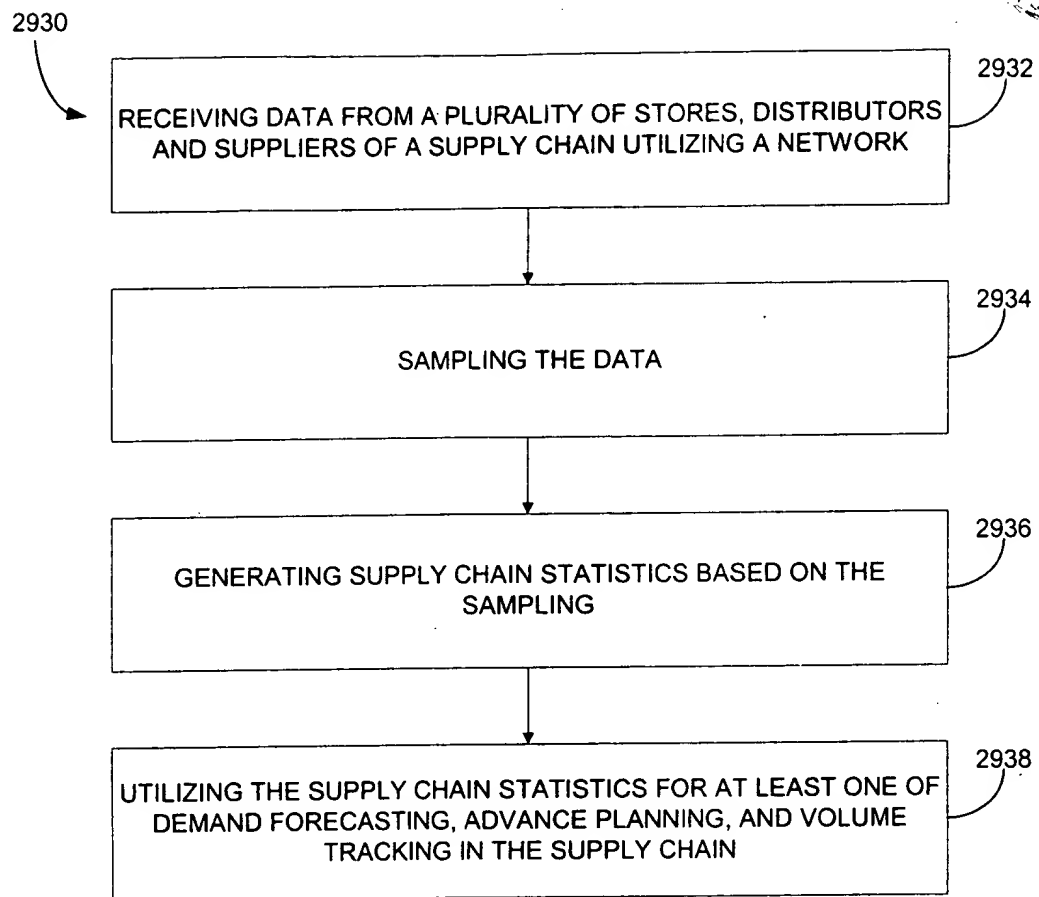 2930
2932
RECEIVING DATA FROM A PLURALITY OF STORES, DISTRIBUTORS
AND SUPPLIERS OF A SUPPLY CHAIN UTILIZING A NETWORK
2934
SAMPLING THE DATA
2936
GENERATING SUPPLY CHAIN STATISTICS BASED ON THE
SAMPLING
2938
UTILIZING THE SUPPLY CHAIN STATISTICS FOR AT LEAST ONE OF
DEMAND FORECASTING, ADVANCE PLANNING, AND VOLUME
TRACKING IN THE SUPPLY CHAIN